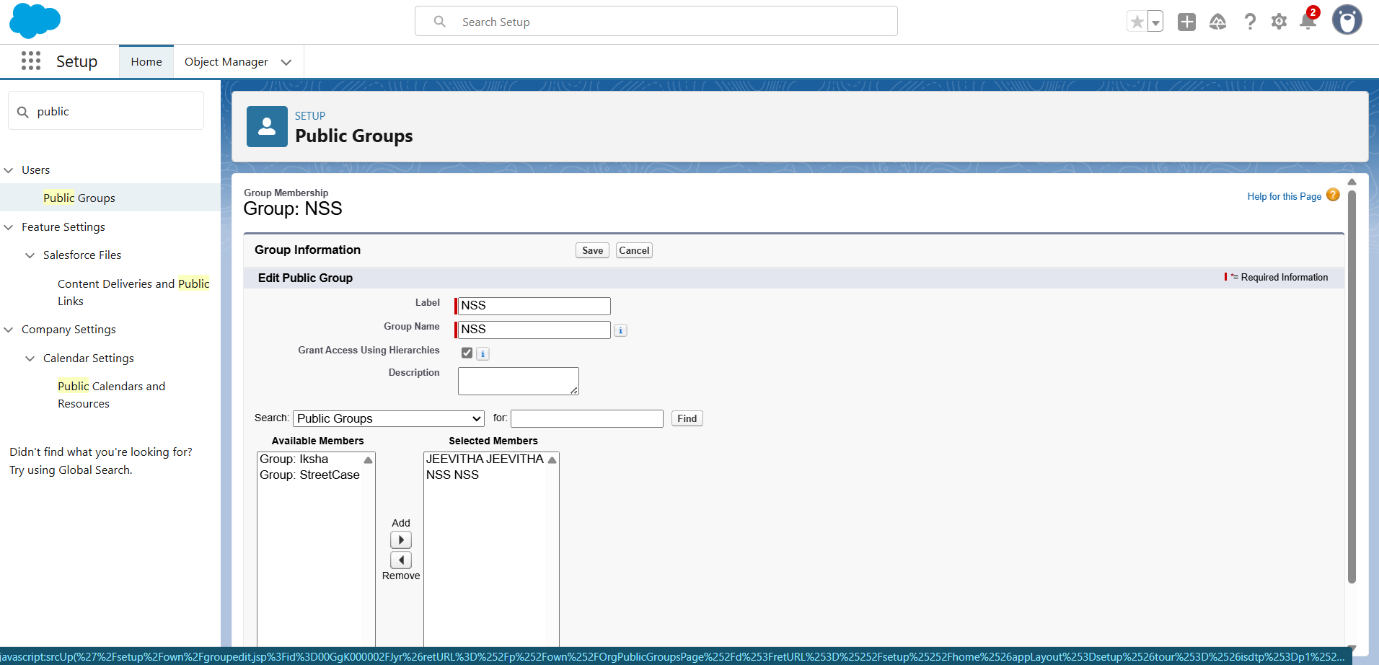 Search Setup
2
Setup
Home
Object Manager
public
Users
Public Groups
Feature Settings
Salesforce Files
Content Deliveries and Public
Links
Company Settings
Calendar Settings
Public Calendars and
Resources
Didn't find what you're looking for?
Try using Global Search.
SETUP
Public Groups
Group Membership
Group: NSS
Help for this Page ?
Group Information
Save
Cancel
Edit Public Group
= Required Information
Label
NSS
Group Name
NSS
i
Grant Access Using Hierarchies
i
Description
Search: Public Groups for: Find
Available Members
Group: Iksha
Group: StreetCase
Add
Remove
Selected Members
JEEVITHA JEEVITHA
NSS NSS
javascript:srcUp(%27%2Fsetup%2Fown%2Fgroupedit.jsp%3Fid%3D00GgK000002FJyr%26retURL%3D%252Fp%252Fown%252FOrgPublicGroupsPage%252Fd%253FretURL%253D%25252Fsetup%25252Fhome%2526appLayout%253Dsetup%2526tour%253D%2526isdtp%253Dp1%252...